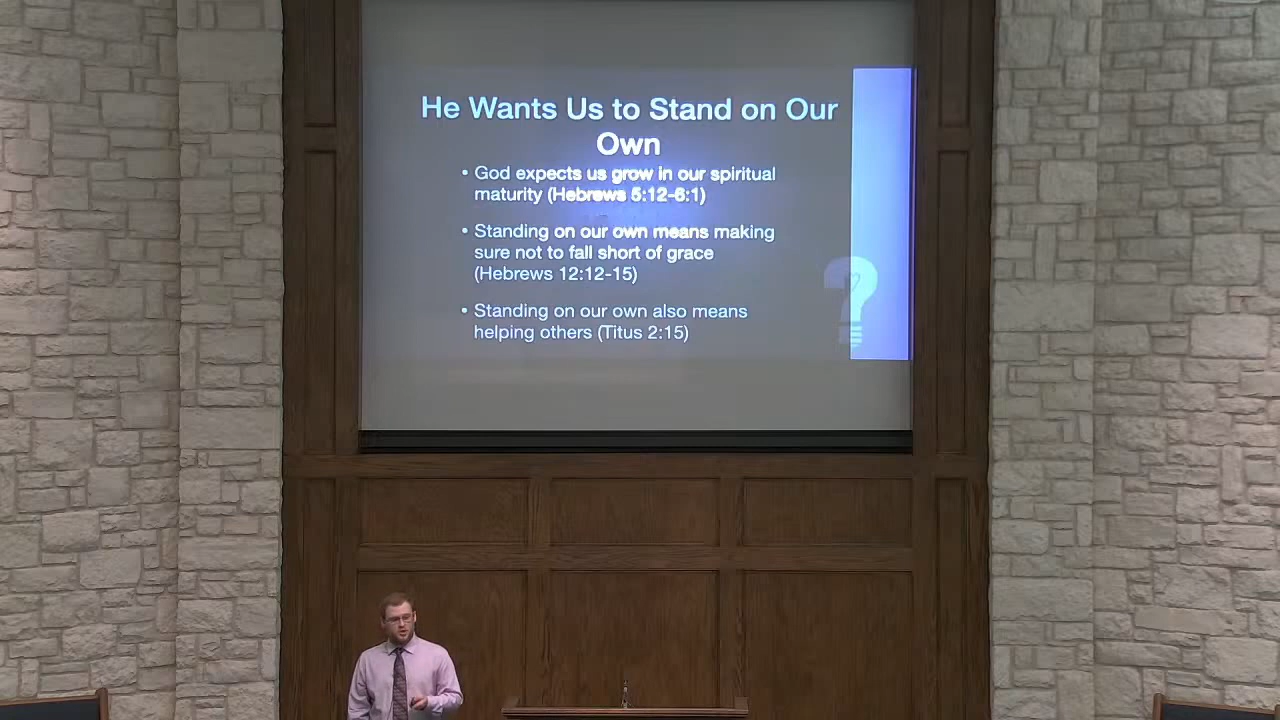 He Wants Us to Stand on Our
Own
• God expects us grow in our spiritual
maturity (Hebrews 5:12-6:1)
• Standing on our own means making
sure not to fall short of grace
(Hebrews 12:12-15)
• Standing on our own also means
helping others (Titus 2:15)